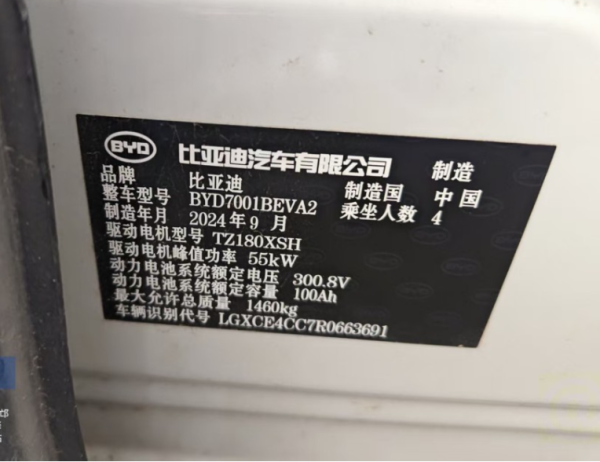 BYD 比亚迪汽车有限公司 制造
品牌 比亚迪 制造国 中国
整车型号 BYD7001BEVA2 乘坐人数 4
制造年月 2024年9月
驱动电机型号 TZ180XSH
驱动电机峰值功率 55kW
动力电池系统额定电压 300.8V
动力电池系统额定容量 100Ah
最大允许总质量 1460kg
车辆识别代号 LGXCE4CC7R0663691